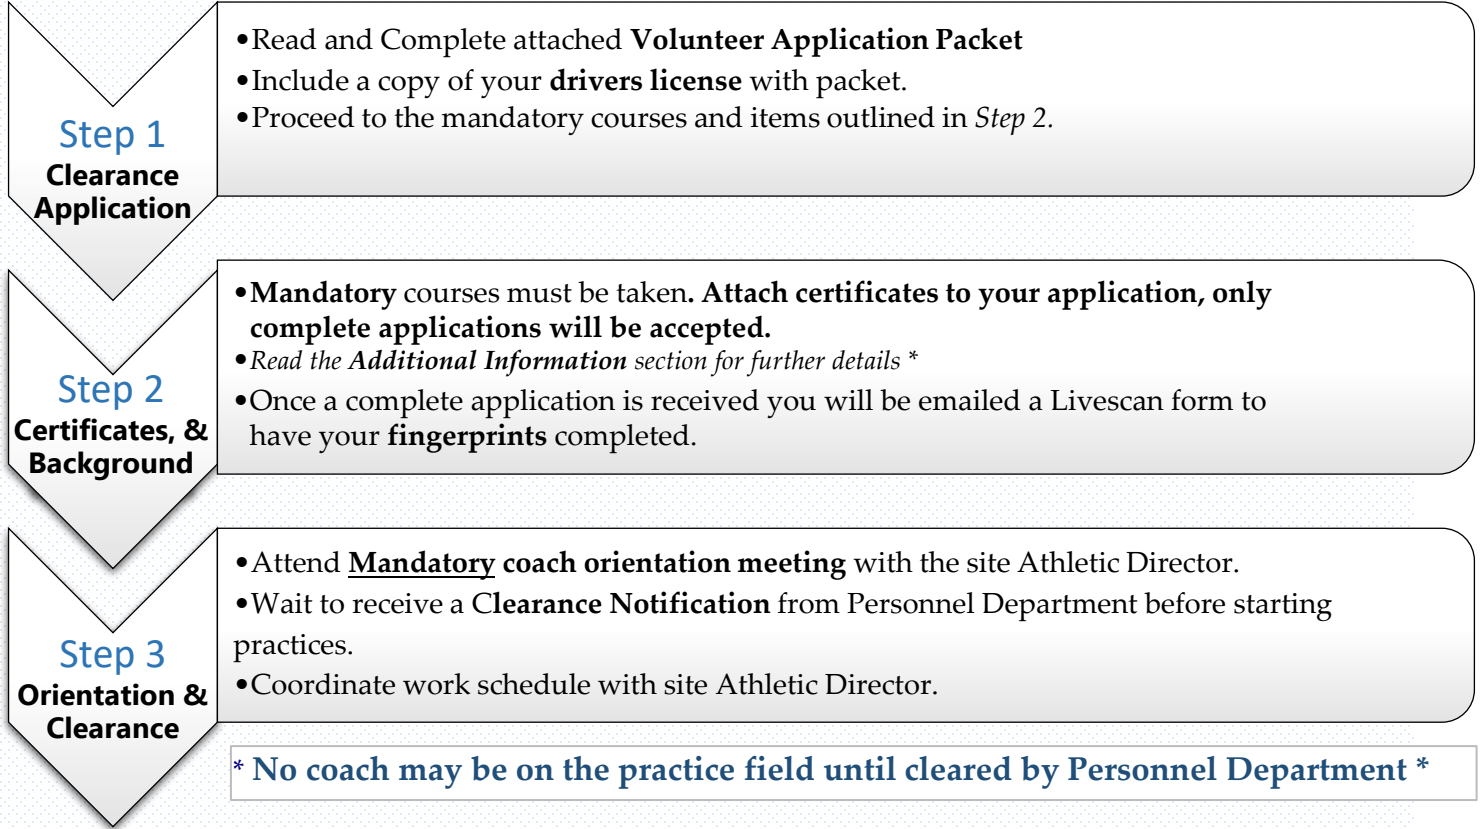 Step 1
Clearance
Application
•Read and Complete attached Volunteer Application Packet
•Include a copy of your drivers license with packet.
•Proceed to the mandatory courses and items outlined in Step 2.
Step 2
Certificates, &
Background
•Mandatory courses must be taken. Attach certificates to your application, only
complete applications will be accepted.
•Read the Additional Information section for further details *
•Once a complete application is received you will be emailed a Livescan form to
have your fingerprints completed.
Step 3
Orientation &
Clearance
•Attend Mandatory coach orientation meeting with the site Athletic Director.
•Wait to receive a Clearance Notification from Personnel Department before starting
practices.
•Coordinate work schedule with site Athletic Director.
* No coach may be on the practice field until cleared by Personnel Department *